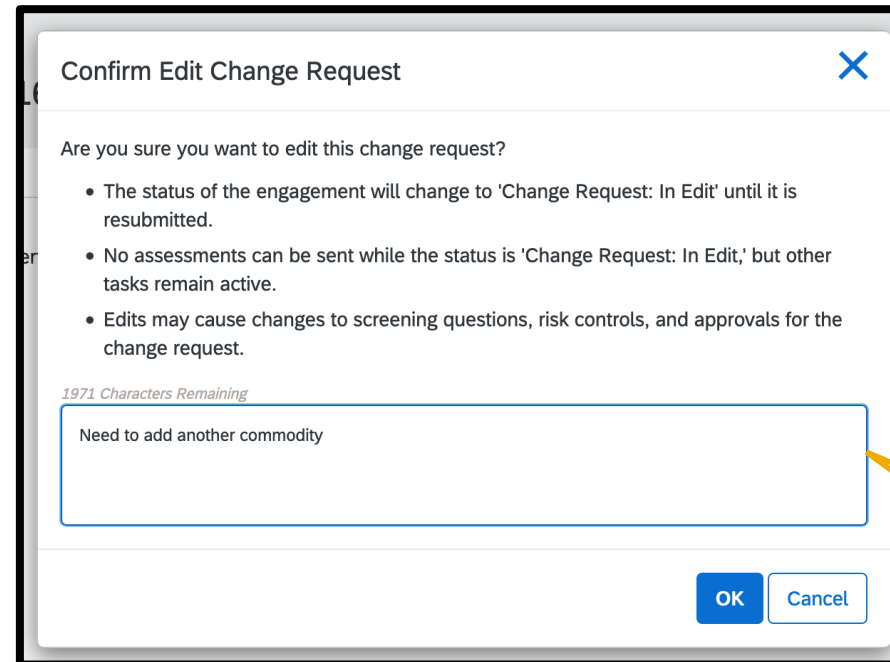 Confirm Edit Change Request
Are you sure you want to edit this change request?
• The status of the engagement will change to 'Change Request: In Edit' until it is
resubmitted.
• No assessments can be sent while the status is 'Change Request: In Edit,' but other
tasks remain active.
• Edits may cause changes to screening questions, risk controls, and approvals for the
change request.
1971 Characters Remaining
Need to add another commodity
OK Cancel